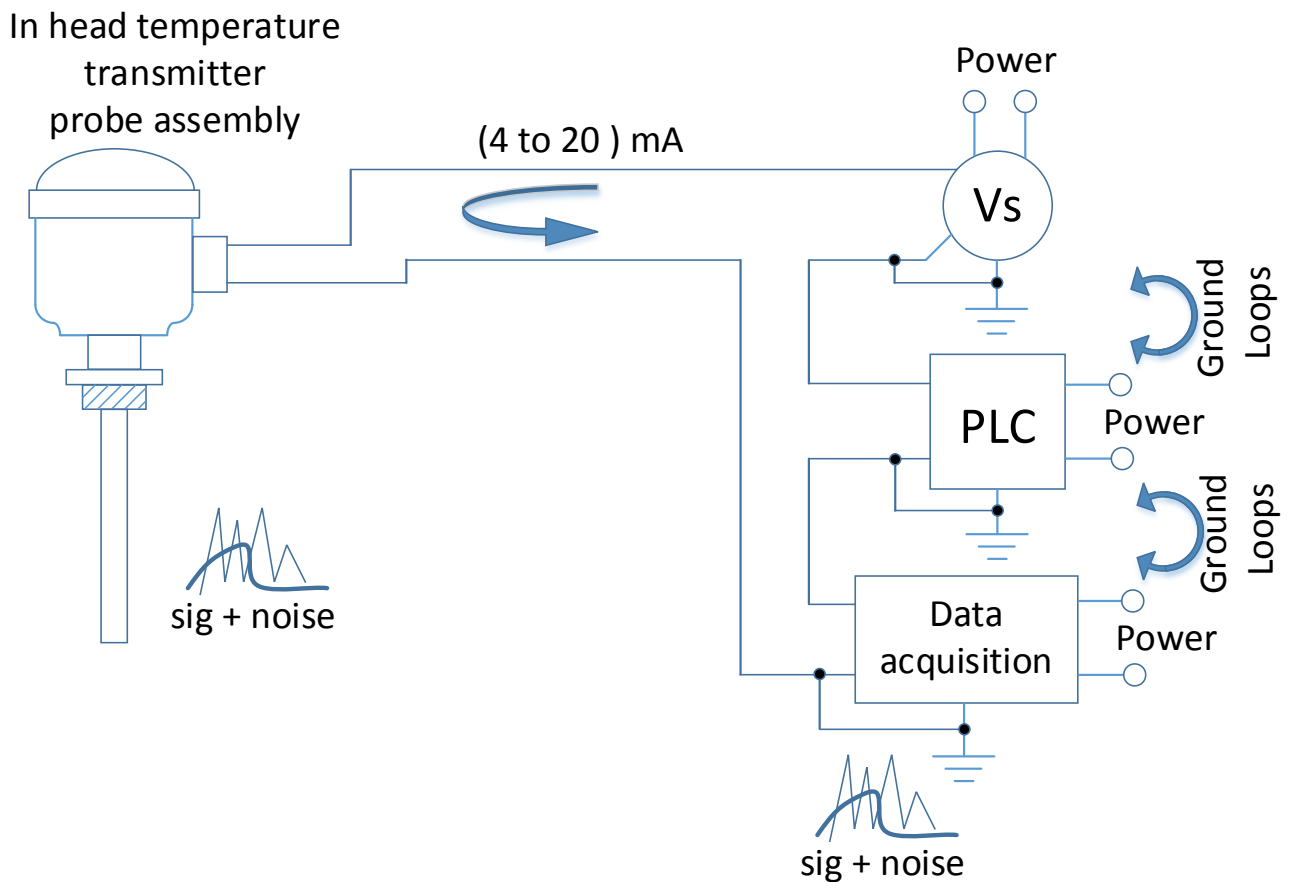 In head temperature
transmitter
probe assembly
(4 to 20 ) mA
Power
Vs
Ground
Loops
PLC
Power
Ground
Loops
Data
acquisition
Power
sig + noise
sig + noise